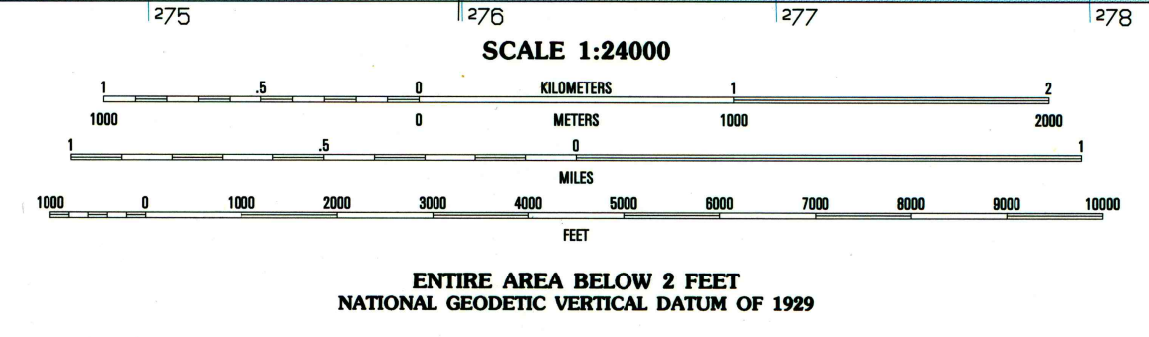 275 276 277 278
SCALE 1:24000
1 .5 0 KILOMETERS 1 2
1000 0 METERS 1000 2000
1 .5 0 1
MILES
1000 0 1000 2000 3000 4000 5000 6000 7000 8000 9000 10000
FEET
ENTIRE AREA BELOW 2 FEET
NATIONAL GEODETIC VERTICAL DATUM OF 1929